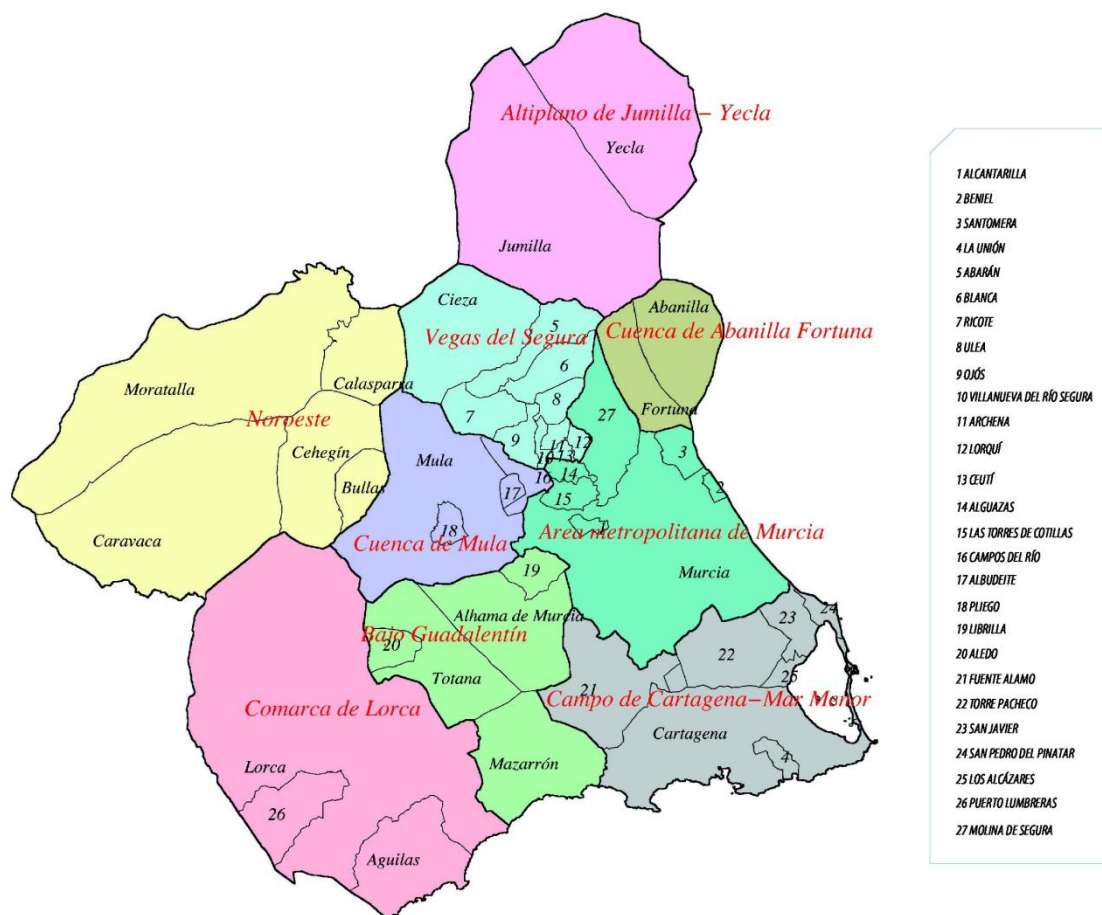 Altiplano de Jumilla – Yecla
Yecla
Jumilla
Cieza
Abanilla
5
Vegas del Segura
Cuenca de Abanilla Fortuna
6
Moratalla
Calasparra
8
Noroeste
7
27
Fortuna
9
11
12
Cehegín
Mula
10
13
3
14
Bullas
16
17
15
2
18
1
Area metropolitana de Murcia
Caravaca
Cuenca de Mula
19
Murcia
Alhama de Murcia
23
24
Bajo Guadalentín
20
22
Totana
25
21
Campo de Cartagena–Mar Menor
Comarca de Lorca
Cartagena
4
Lorca
Mazarrón
26
Aguilas
1 ALCANTARILLA
2 BENIEL
3 SANTOMERA
4 LA UNIÓN
5 ABARÁN
6 BLANCA
7 RICOTE
8 ULEA
9 OJÓS
10 VILLANUEVA DEL RÍO SEGURA
11 ARCHENA
12 LORQUÍ
13 CEUTÍ
14 ALGUAZAS
15 LAS TORRES DE COTILLAS
16 CAMPOS DEL RÍO
17 ALBUDEITE
18 PLIEGO
19 LIBRILLA
20 ALEDO
21 FUENTE ALAMO
22 TORRE PACHECO
23 SAN JAVIER
24 SAN PEDRO DEL PINATAR
25 LOS ALCÁZARES
26 PUERTO LUMBRERAS
27 MOLINA DE SEGURA